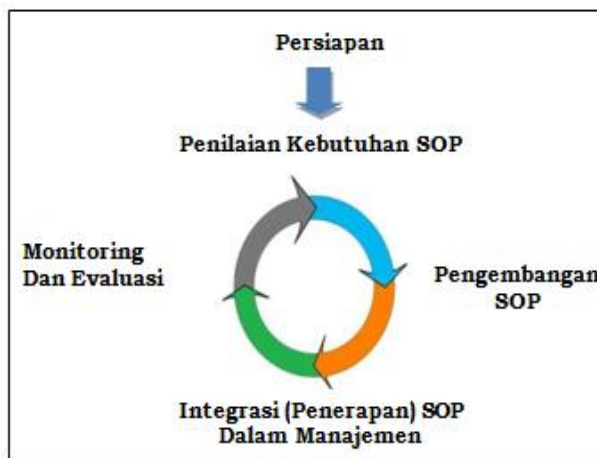 Persiapan
Penilaian Kebutuhan SOP
Monitoring
Dan Evaluasi
Pengembangan
SOP
Integrasi (Penerapan) SOP
Dalam Manajemen